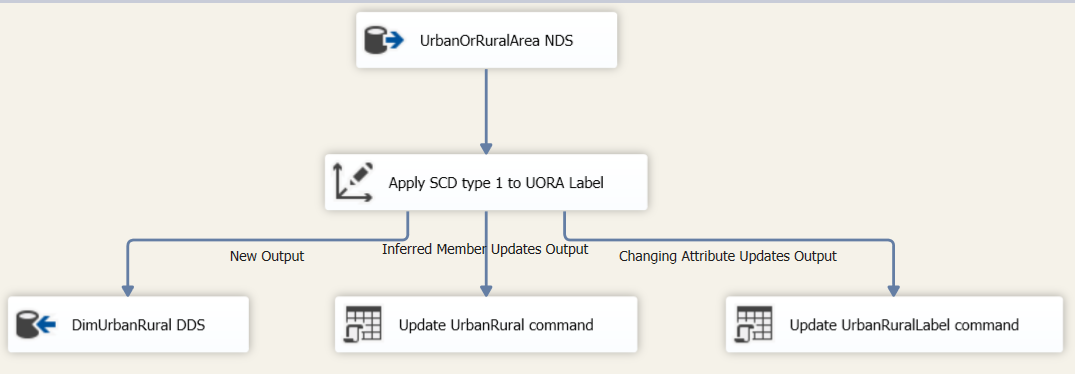 UrbanOrRuralArea NDS
Apply SCD type 1 to UORA Label
New Output
Inferred Member Updates Output
Changing Attribute Updates Output
DimUrbanRural DDS
Update UrbanRural command
Update UrbanRuralLabel command